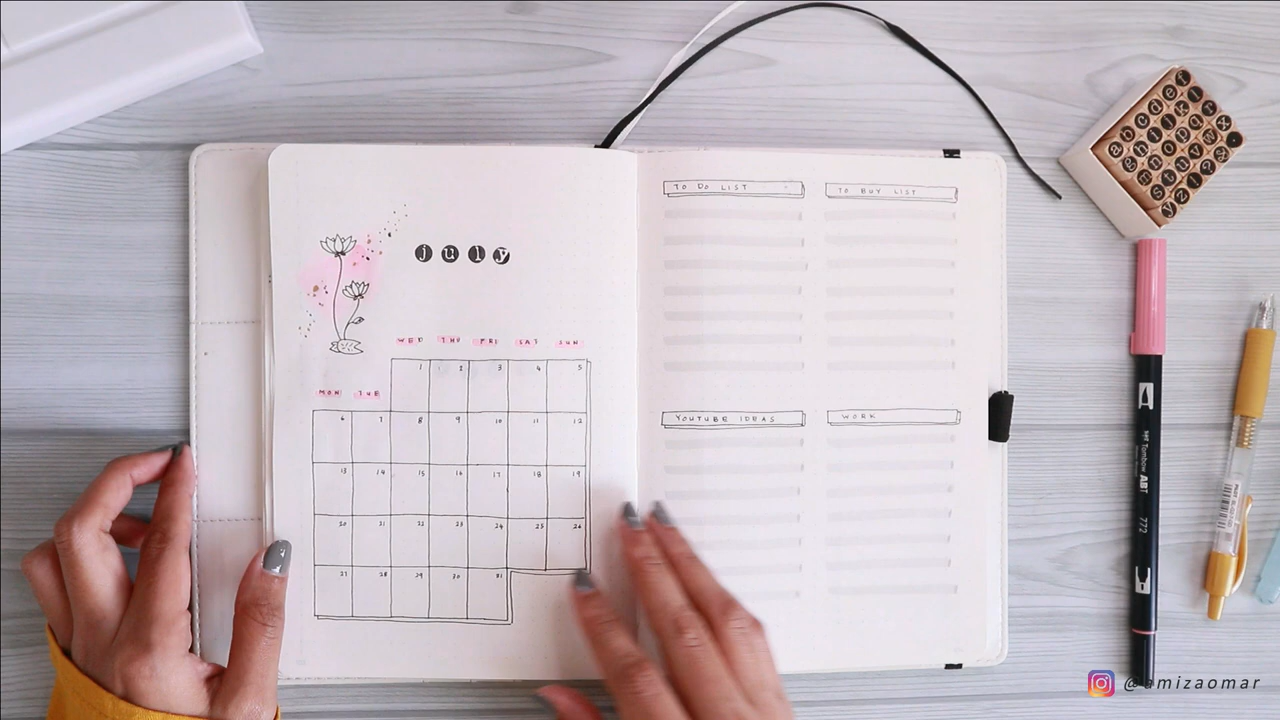 july
WED THU FRI SAT SUN
1 2 3 4 5
MON TUE
6 7 8 9 10 11 12
13 14 15 16 17 18 19
20 21 22 23 24 25 26
27 28 29 30 31
TO DO LIST
TO BUY LIST
YOUTUBE IDEAS
WORK
Tombow ABT
772
@amizaomar